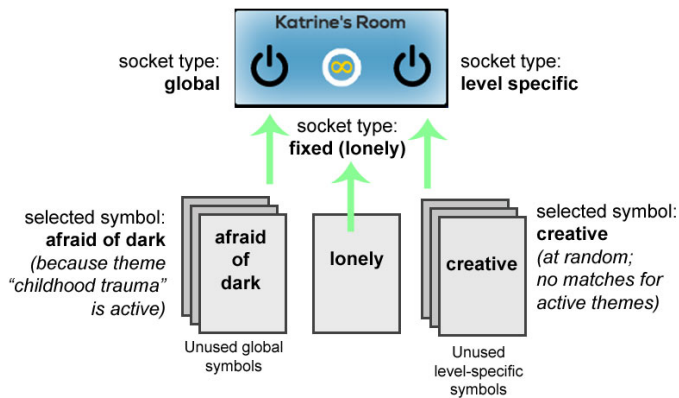 Katrine's Room
socket type:
global
socket type:
level specific
socket type:
fixed (lonely)
selected symbol:
afraid of dark
(because theme
“childhood trauma”
is active)
afraid
of
dark
lonely
creative
selected symbol:
creative
(at random;
no matches for
active themes)
Unused global
symbols
Unused
level-specific
symbols